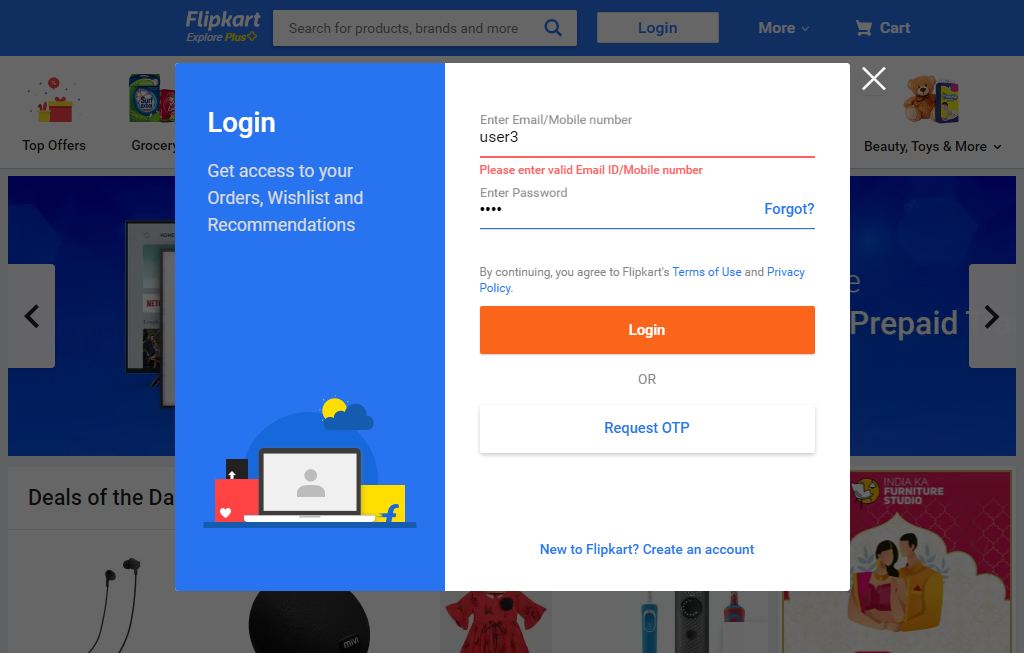 Flipkart
Explore Plus
Search for products, brands and more
Login
More
Cart
Top Offers
Grocery
Beauty, Toys & More
Login
Get access to your
Orders, Wishlist and
Recommendations
Enter Email/Mobile number
user3
Please enter valid Email ID/Mobile number
Enter Password
••••
Forgot?
By continuing, you agree to Flipkart's Terms of Use and Privacy
Policy.
Login
OR
Request OTP
New to Flipkart? Create an account
Prepaid
Deals of the Da
INDIA KA
FURNITURE
STUDIO
mivi